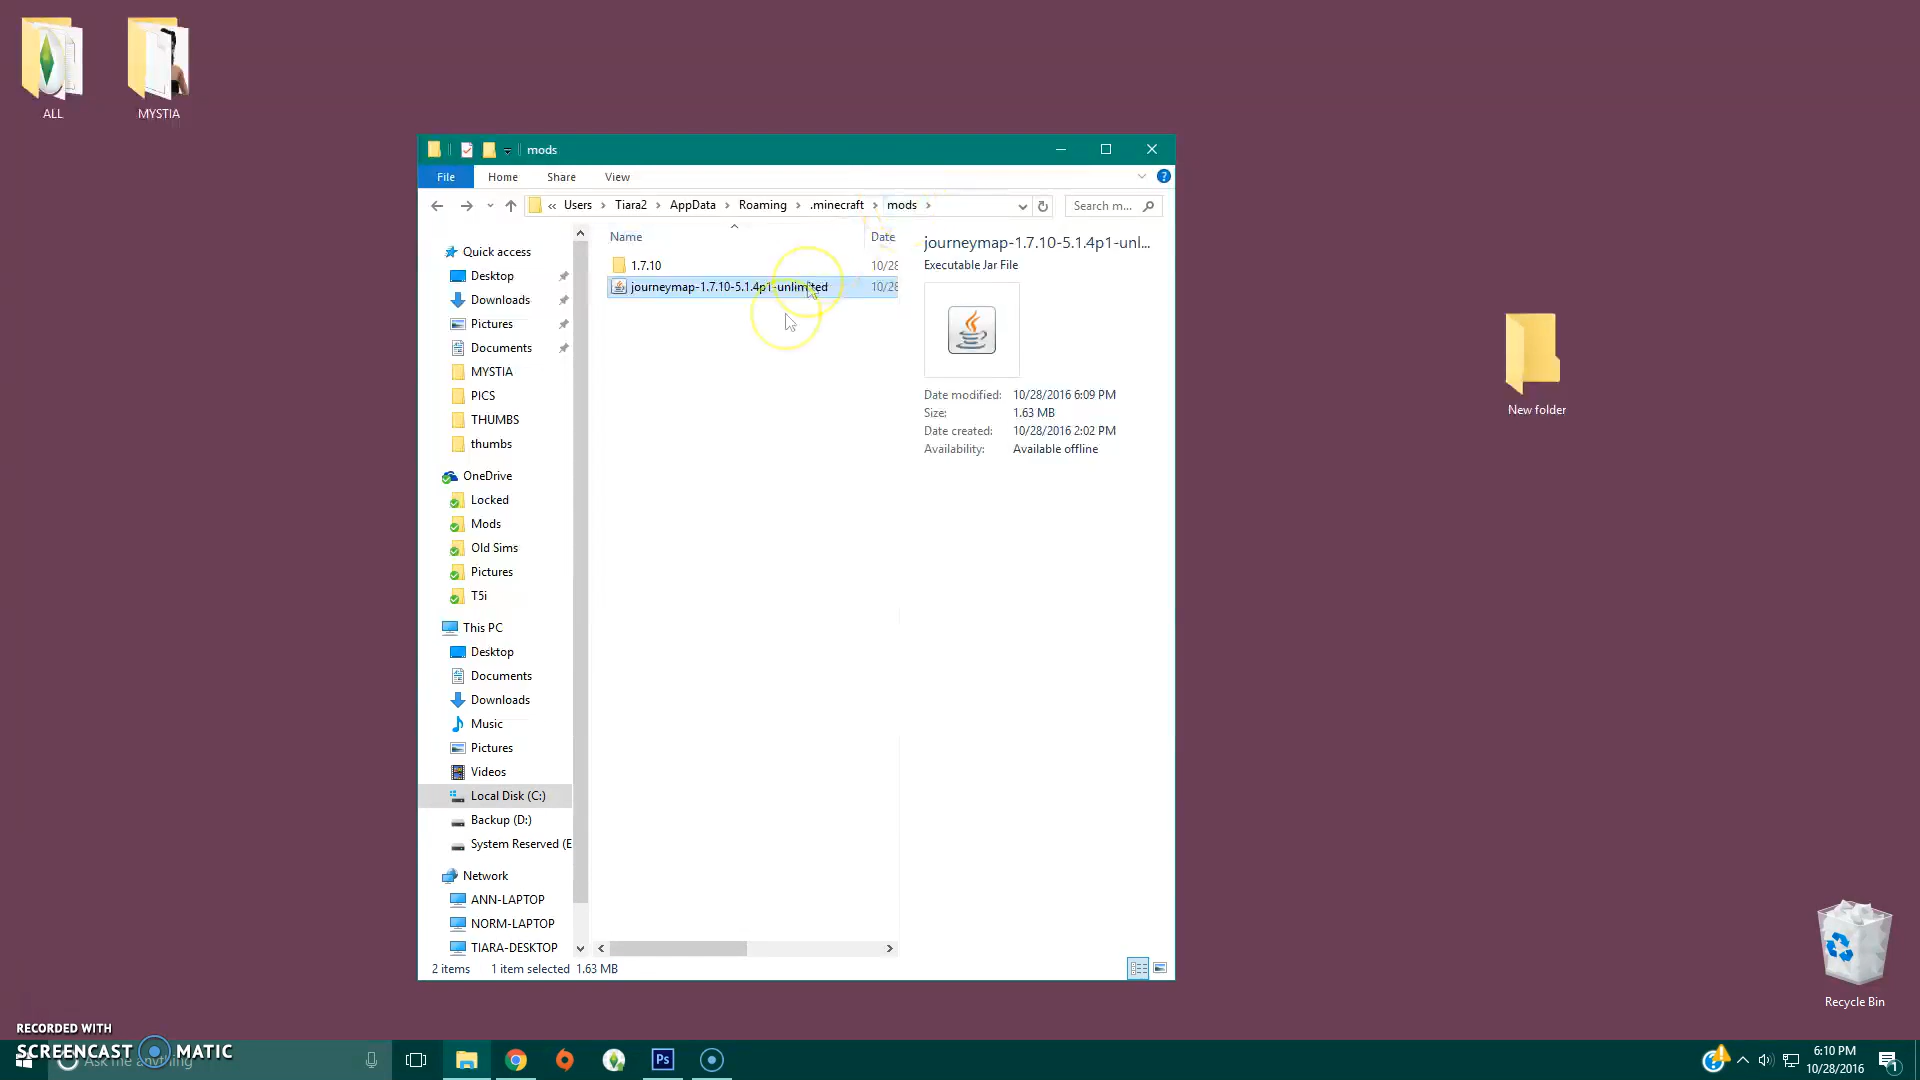 ALL
MYSTIA
mods
File
Home
Share
View
« Users › Tiara2 › AppData › Roaming › .minecraft › mods ›
Search m...
Name
Date
1.7.10
10/28
journeymap-1.7.10-5.1.4p1-unlimited
10/28
journeymap-1.7.10-5.1.4p1-unl...
Executable Jar File
Date modified: 10/28/2016 6:09 PM
Size: 1.63 MB
Date created: 10/28/2016 2:02 PM
Availability: Available offline
Quick access
Desktop
Downloads
Pictures
Documents
MYSTIA
PICS
THUMBS
thumbs
OneDrive
Locked
Mods
Old Sims
Pictures
T5i
This PC
Desktop
Documents
Downloads
Music
Pictures
Videos
Local Disk (C:)
Backup (D:)
System Reserved (E
Network
ANN-LAPTOP
NORM-LAPTOP
TIARA-DESKTOP
2 items 1 item selected 1.63 MB
New folder
Recycle Bin
RECORDED WITH
SCREENCAST MATIC
Ask me anything
Ps
6:10 PM
10/28/2016
1